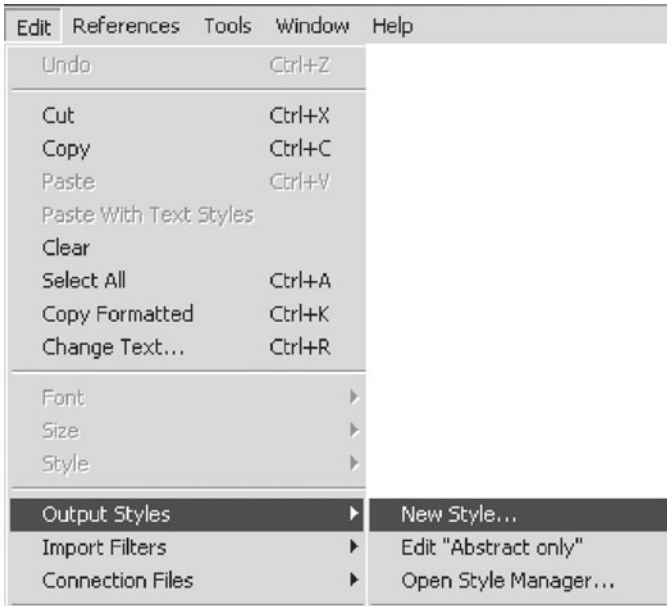 Edit References Tools Window Help
Undo Ctrl+Z
Cut Ctrl+X
Copy Ctrl+C
Paste Ctrl+V
Paste With Text Styles
Clear
Select All Ctrl+A
Copy Formatted Ctrl+K
Change Text... Ctrl+R
Font
Size
Style
Output Styles New Style...
Import Filters Edit "Abstract only"
Connection Files Open Style Manager...